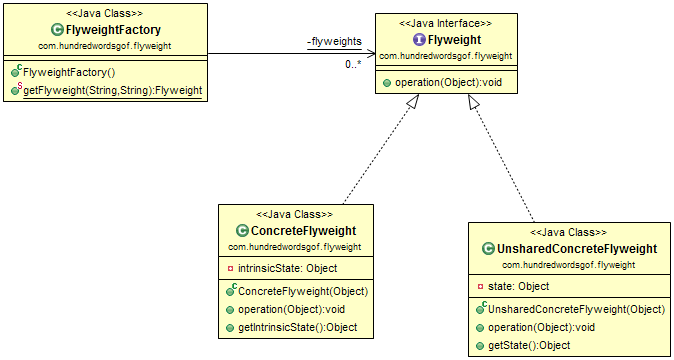 <<Java Class>>
FlyweightFactory
com.hundredwordsgof.flyweight
FlyweightFactory()
getFlyweight(String,String):Flyweight
-flyweights
0..*
<<Java Interface>>
Flyweight
com.hundredwordsgof.flyweight
operation(Object):void
<<Java Class>>
ConcreteFlyweight
com.hundredwordsgof.flyweight
intrinsicState: Object
ConcreteFlyweight(Object)
operation(Object):void
getIntrinsicState():Object
<<Java Class>>
UnsharedConcreteFlyweight
com.hundredwordsgof.flyweight
state: Object
UnsharedConcreteFlyweight(Object)
operation(Object):void
getState():Object